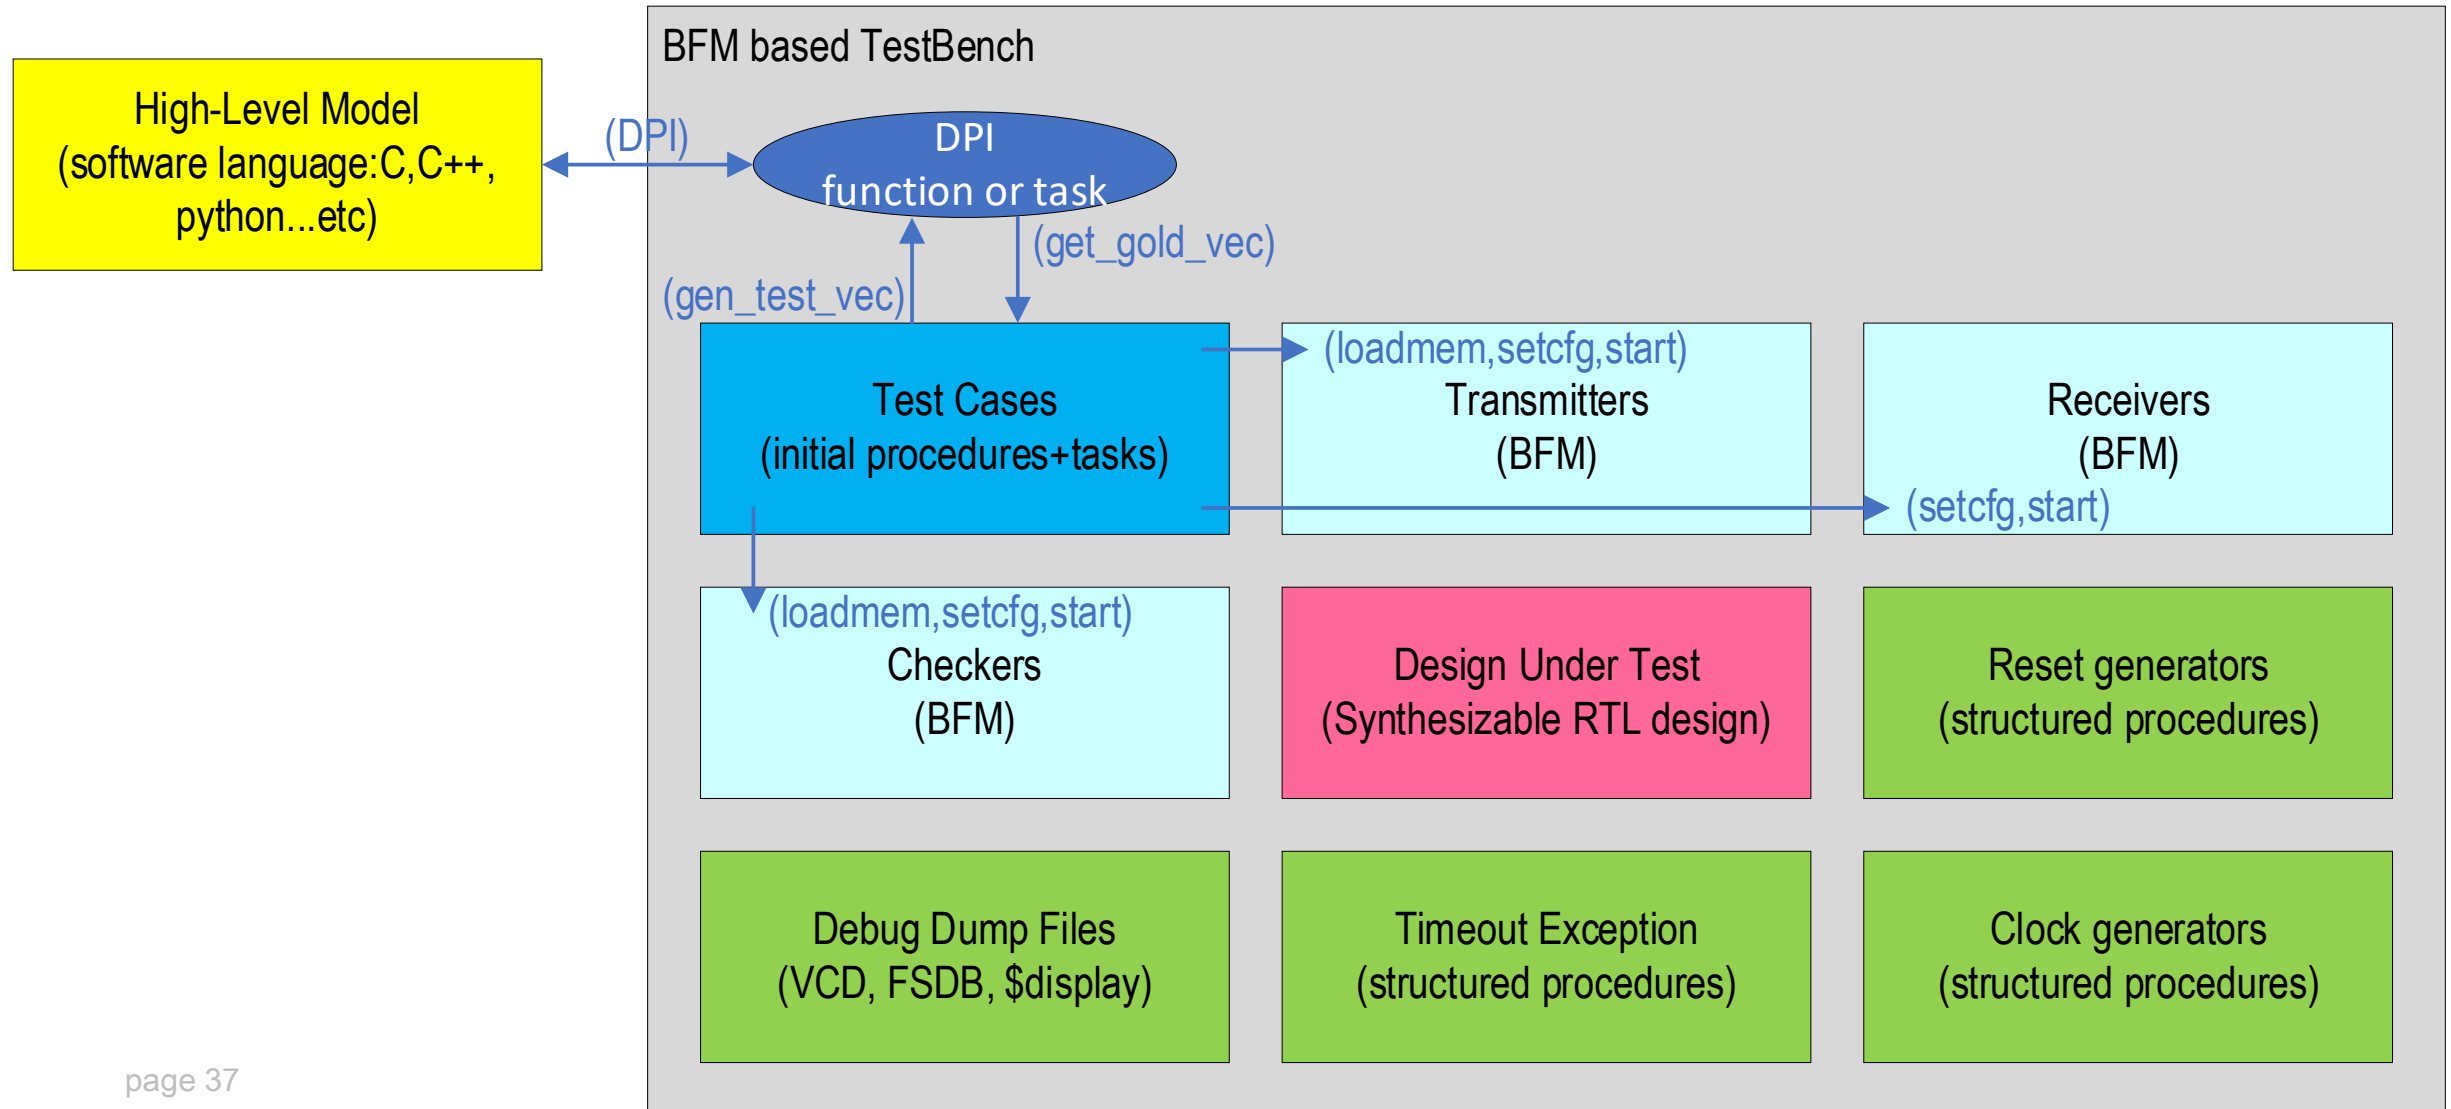 BFM based TestBench
High-Level Model
(software language:C,C++,
python...etc)
(DPI)
DPI
function or task
(get_gold_vec)
(gen_test_vec)
Test Cases
(initial procedures+tasks)
(loadmem,setcfg,start)
Transmitters
(BFM)
Receivers
(BFM)
(setcfg,start)
(loadmem,setcfg,start)
Checkers
(BFM)
Design Under Test
(Synthesizable RTL design)
Reset generators
(structured procedures)
Debug Dump Files
(VCD, FSDB, $display)
Timeout Exception
(structured procedures)
Clock generators
(structured procedures)
page 37